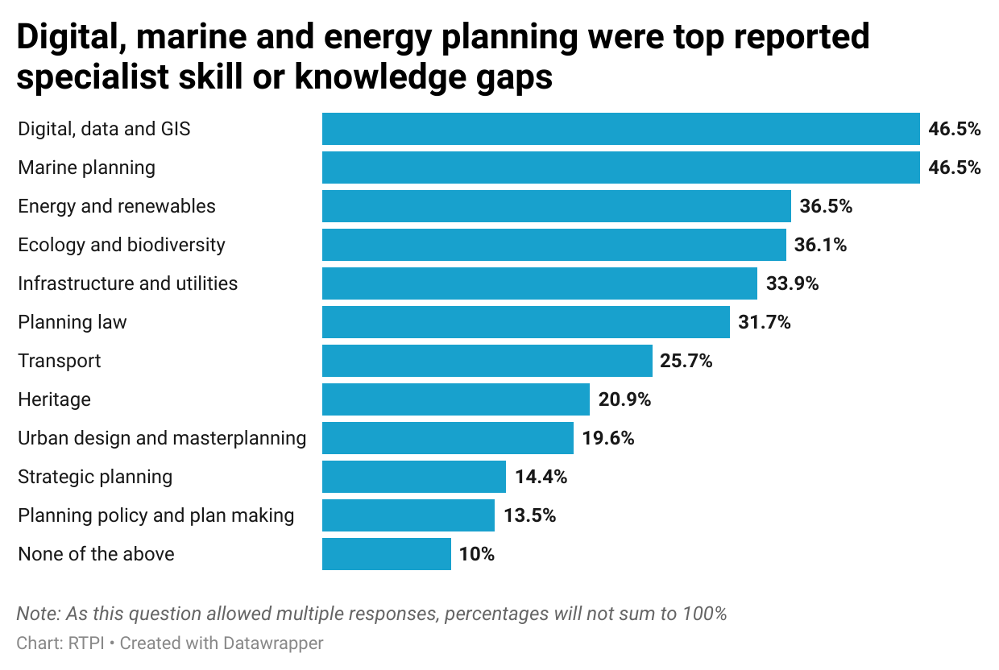 Digital, marine and energy planning were top reported
specialist skill or knowledge gaps
Digital, data and GIS 46.5%
Marine planning 46.5%
Energy and renewables 36.5%
Ecology and biodiversity 36.1%
Infrastructure and utilities 33.9%
Planning law 31.7%
Transport 25.7%
Heritage 20.9%
Urban design and masterplanning 19.6%
Strategic planning 14.4%
Planning policy and plan making 13.5%
None of the above 10%
Note: As this question allowed multiple responses, percentages will not sum to 100%
Chart: RTPI • Created with Datawrapper